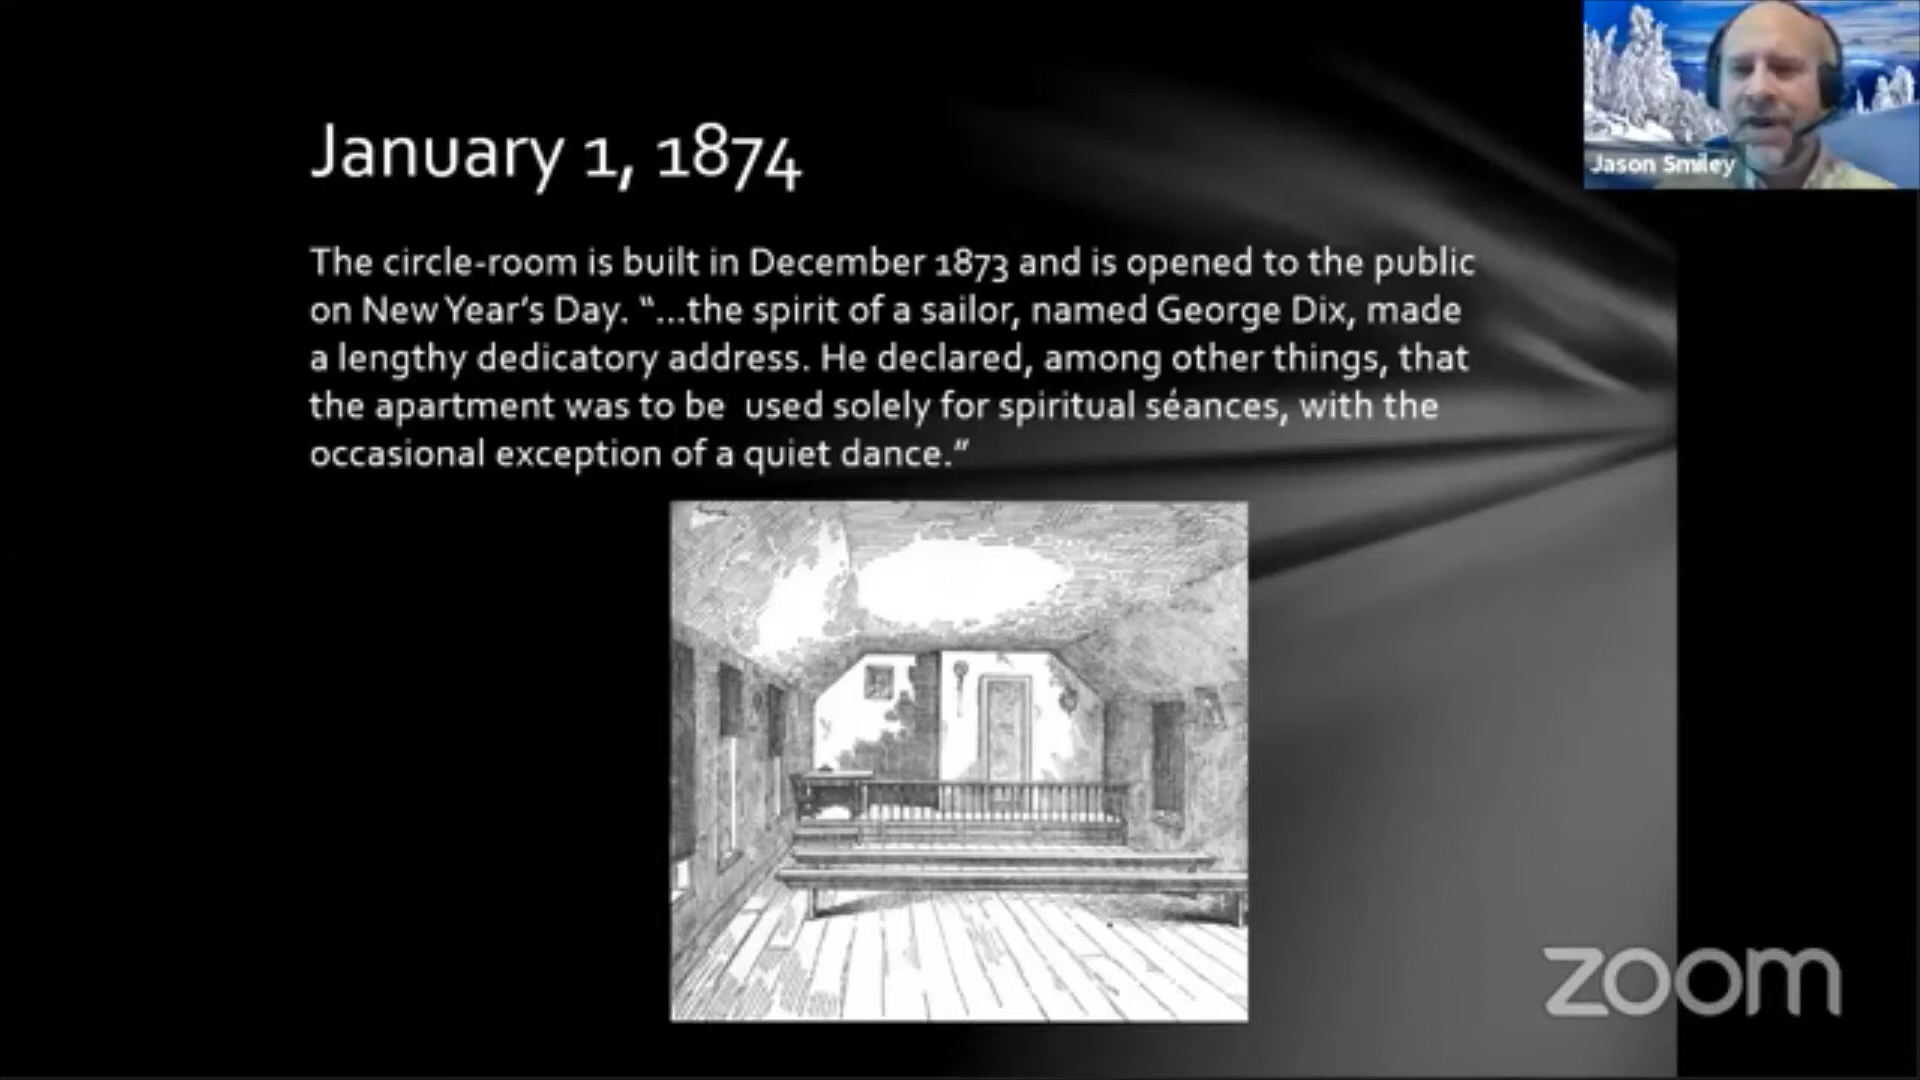 January 1, 1874
The circle-room is built in December 1873 and is opened to the public
on New Year's Day. “...the spirit of a sailor, named George Dix, made
a lengthy dedicatory address. He declared, among other things, that
the apartment was to be used solely for spiritual séances, with the
occasional exception of a quiet dance.”
Jason Smiley
zoom